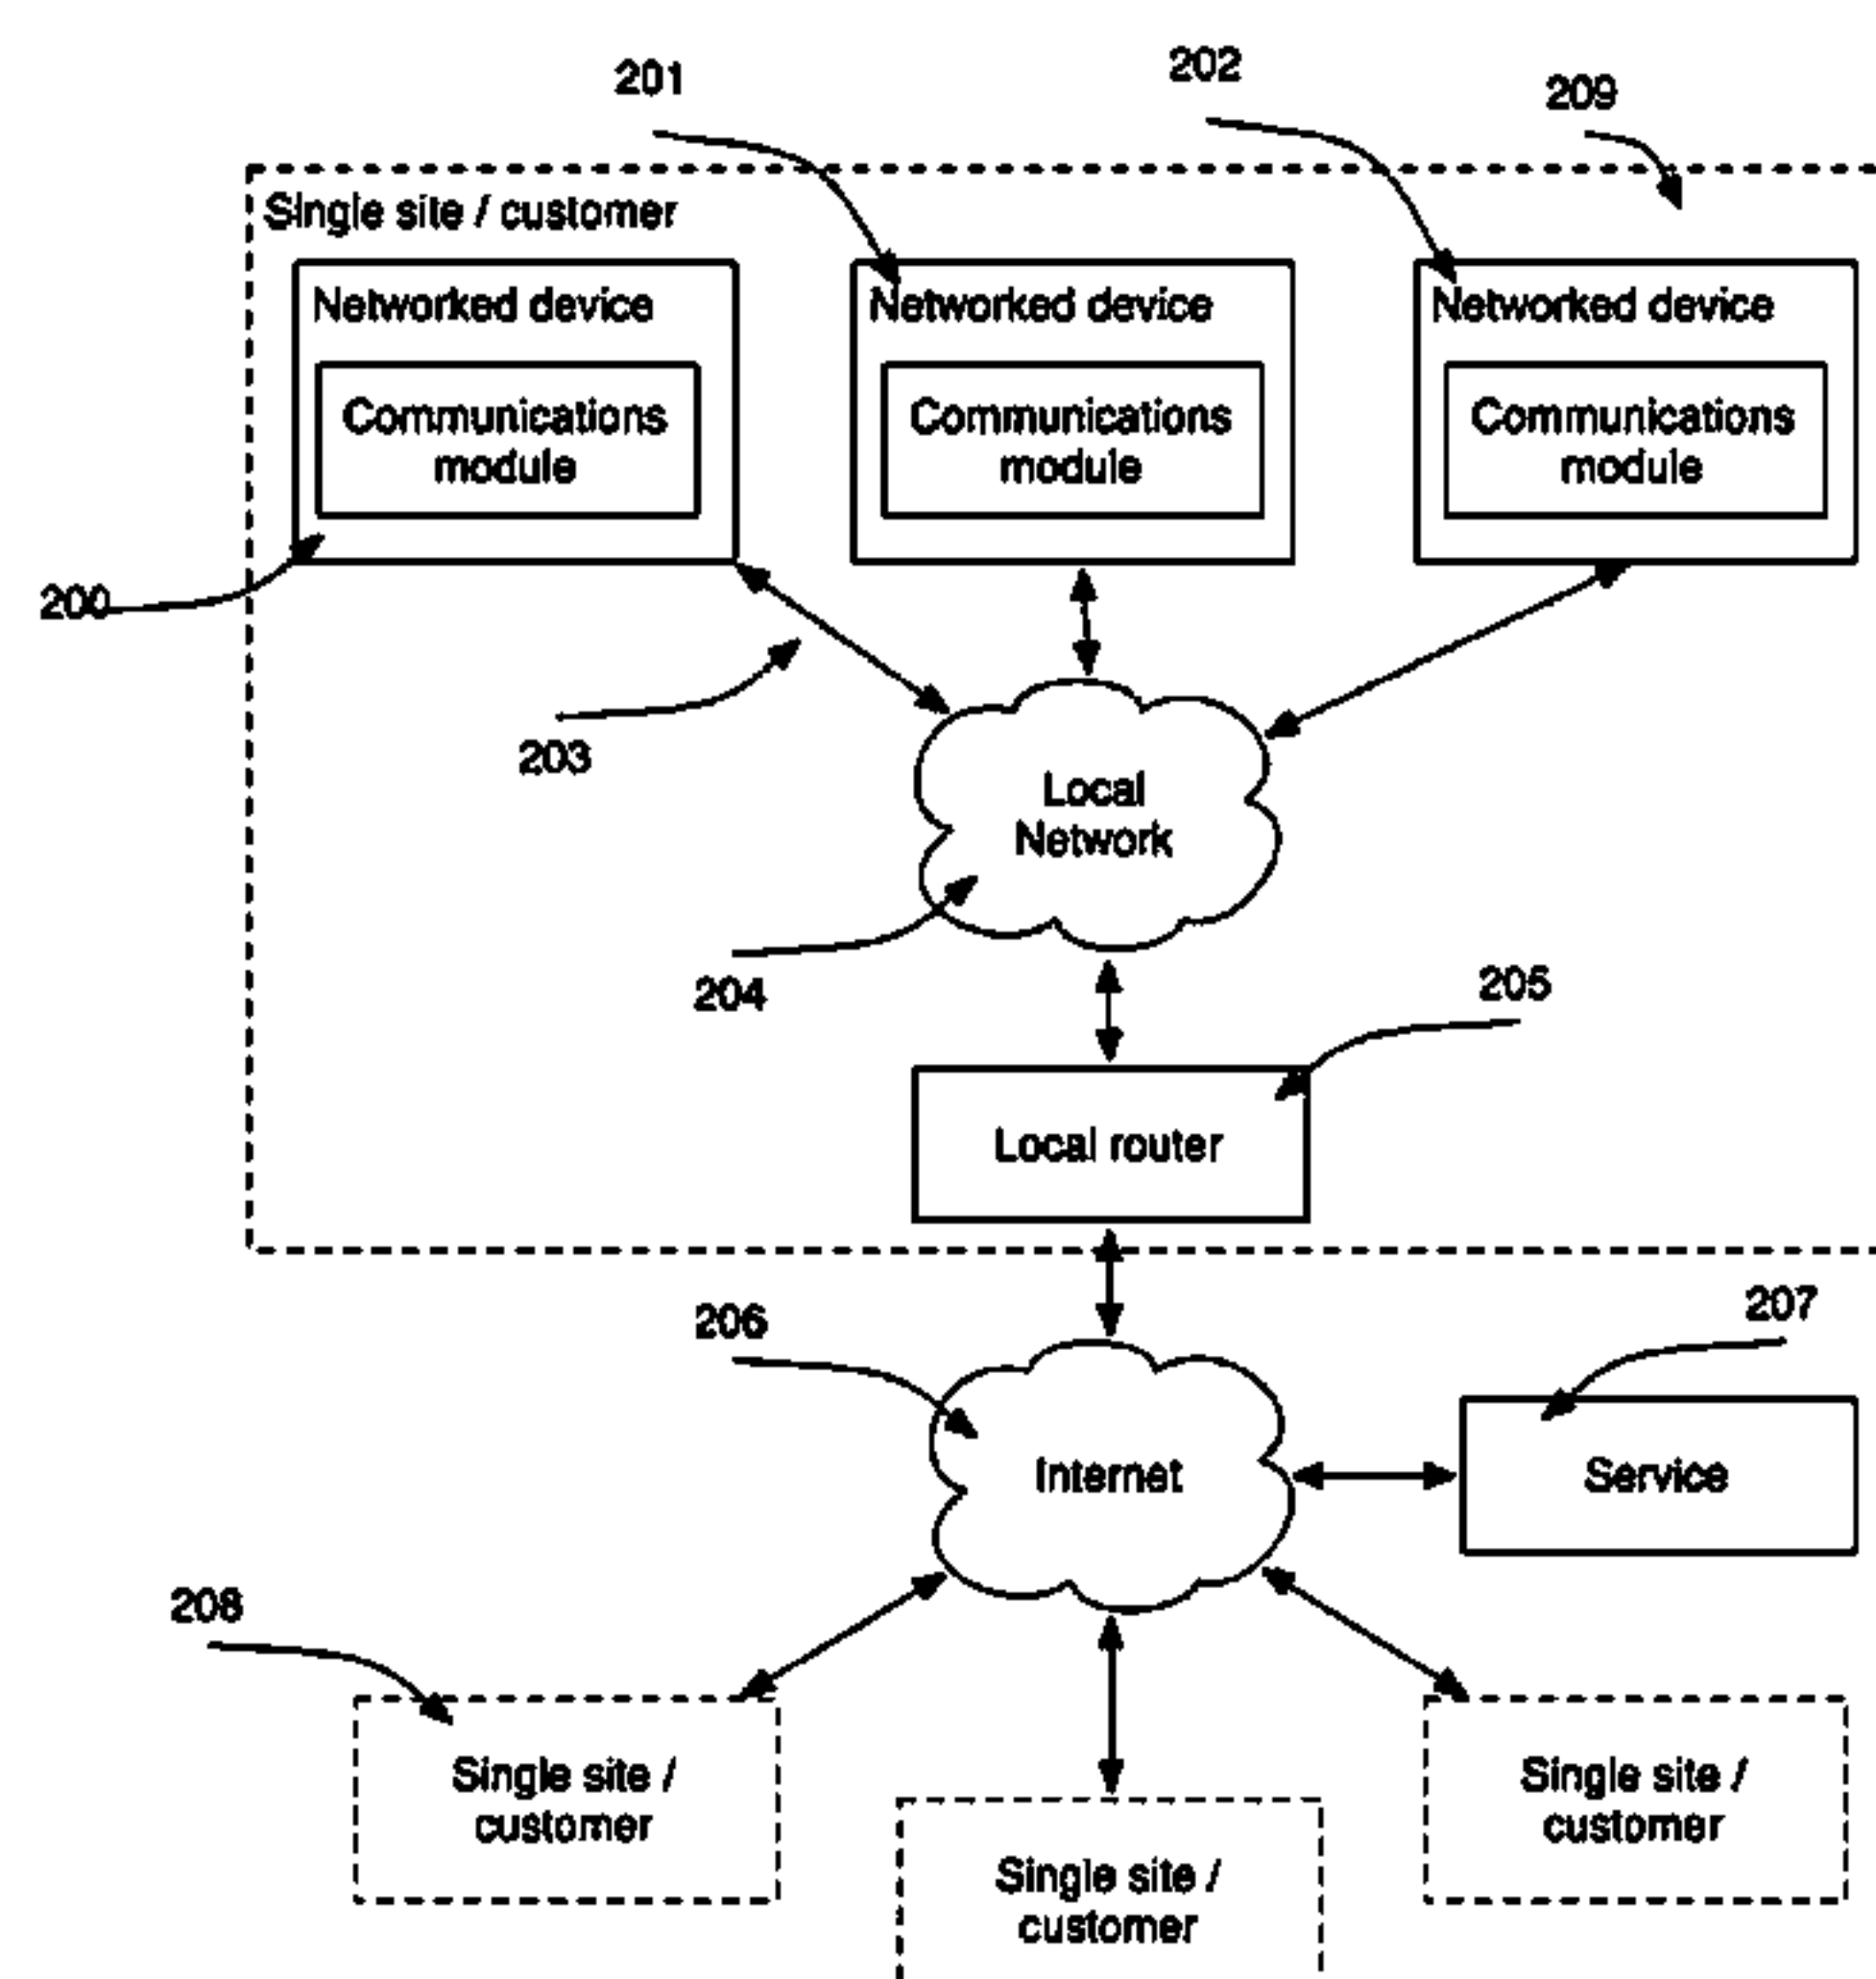 201
202
209
Single site / customer
Networked device
Networked device
Networked device
Communications
module
Communications
module
Communications
module
200
203
Local
Network
204
205
Local router
206
207
Internet
Service
208
Single site /
customer
Single site /
customer
Single site /
customer